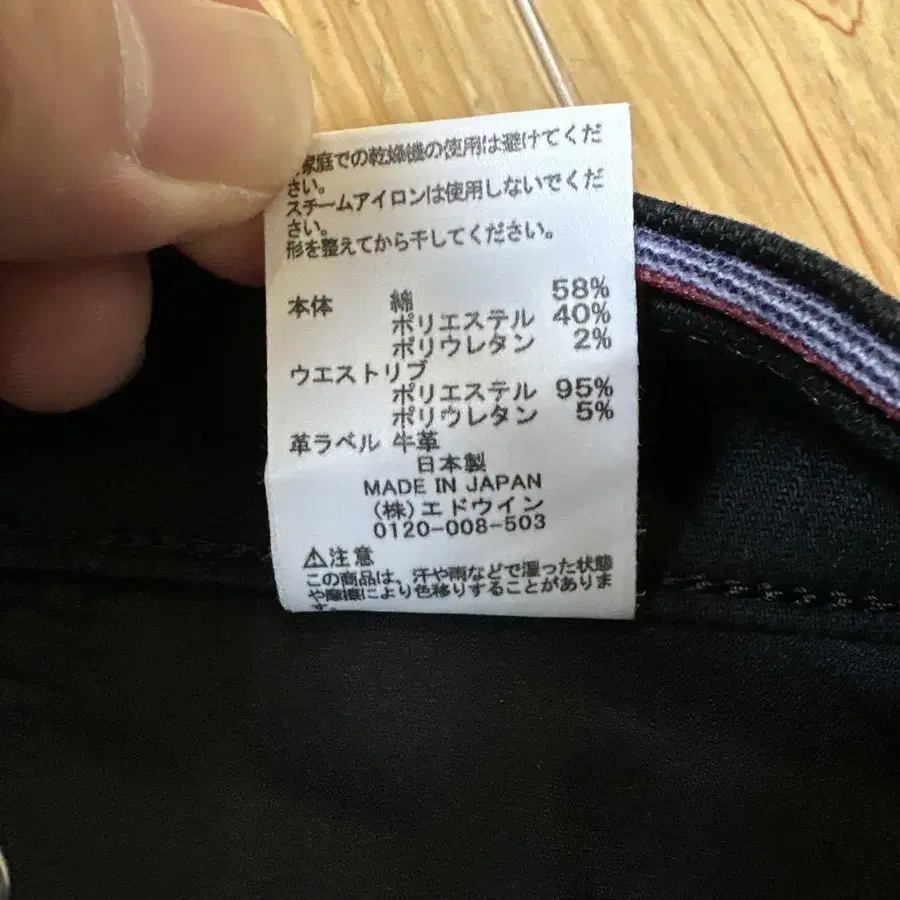 家庭での乾燥機の使用は避けてくだ
さい。
スチームアイロンは使用しないでくだ
さい。
形を整えてから干してください。
本体 綿 58%
ポリエステル 40%
ポリウレタン 2%
ウエストリブ
ポリエステル 95%
ポリウレタン 5%
革ラベル 牛革
日本製
MADE IN JAPAN
(株)エドウイン
0120-008-503
⚠注意
この商品は、汗や雨などで湿った状態
や摩擦により色移りすることがありま
す。